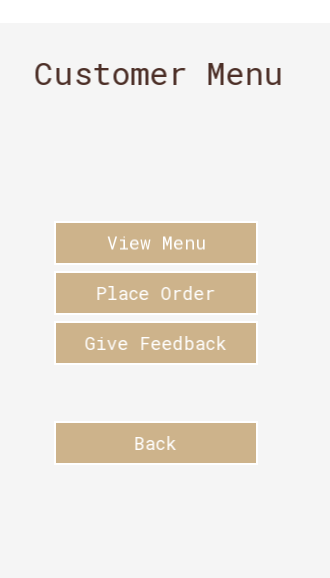 Customer Menu
View Menu
Place Order
Give Feedback
Back